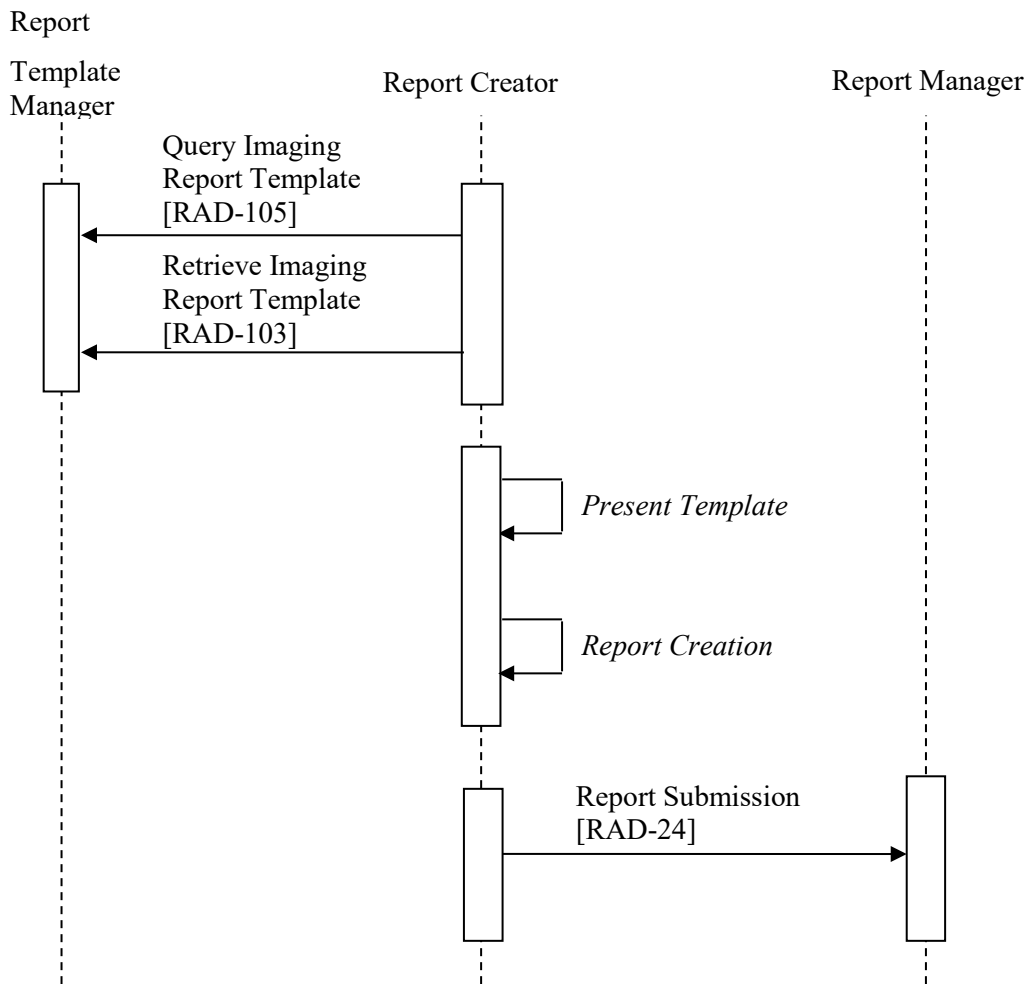 Report
Template
Manager
Report Creator
Report Manager
Query Imaging
Report Template
[RAD-105]
Retrieve Imaging
Report Template
[RAD-103]
Present Template
Report Creation
Report Submission
[RAD-24]